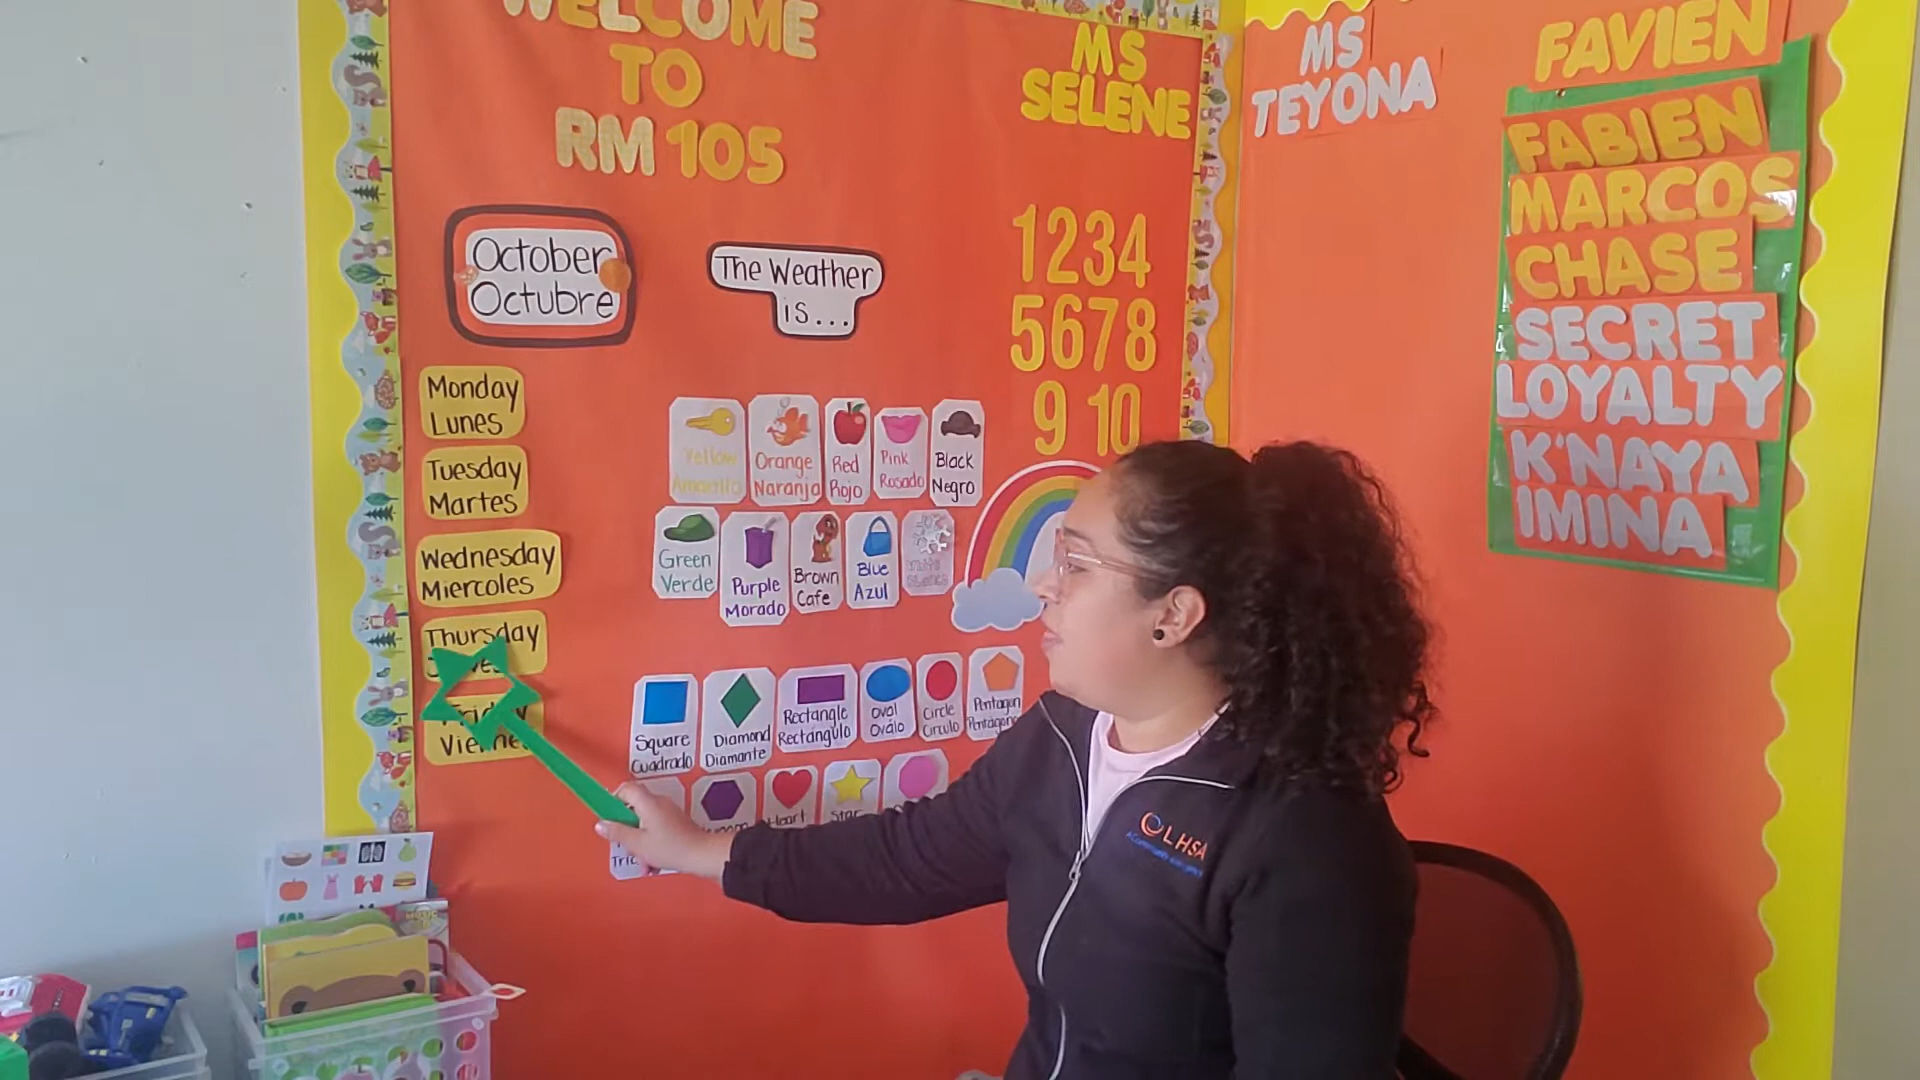 WELCOME
TO
RM 105
MS
SELENE
MS
TEYONA
FAVIEN
FABIEN
MARCOS
CHASE
SECRET
LOYALTY
K'NAYA
IMINA
October
Octubre
The Weather
is...
1234
5678
9 10
Monday
Lunes
Tuesday
Martes
Wednesday
Miercoles
Thursday
Friday
Viernes
Yellow
Amarillo
Orange
Naranja
Red
Rojo
Pink
Rosado
Black
Negro
Green
Verde
Purple
Morado
Brown
Cafe
Blue
Azul
Square
Cuadrado
Diamond
Diamante
Rectangle
Rectangulo
Oval
Ovalo
Circle
Circulo
Pentagon
Pentagono
Heart
Star
LHSA